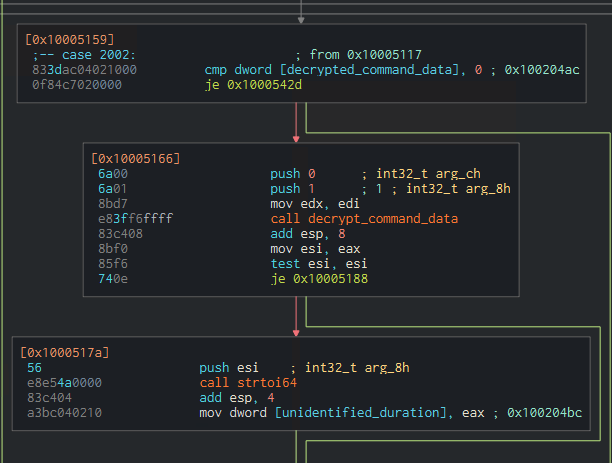 [0x10005159]
;-- case 2002: ; from 0x10005117
833dac04021000 cmp dword [decrypted_command_data], 0 ; 0x100204ac
0f84c7020000 je 0x1000542d
[0x10005166]
6a00 push 0 ; int32_t arg_ch
6a01 push 1 ; 1 ; int32_t arg_8h
8bd7 mov edx, edi
e83ff6ffff call decrypt_command_data
83c408 add esp, 8
8bf0 mov esi, eax
85f6 test esi, esi
740e je 0x10005188
[0x1000517a]
56 push esi ; int32_t arg_8h
e8e54a0000 call strtoi64
83c404 add esp, 4
a3bc040210 mov dword [unidentified_duration], eax ; 0x100204bc